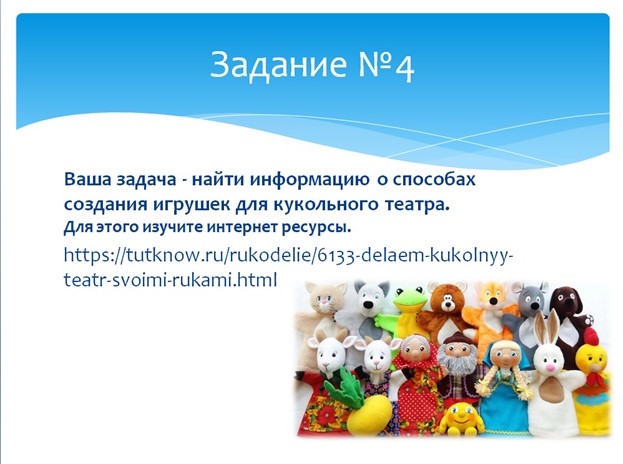 Задание №4
Ваша задача - найти информацию о способах
создания игрушек для кукольного театра.
Для этого изучите интернет ресурсы.
https://tutknow.ru/rukodelie/6133-delaem-kukolnyy-
teatr-svoimi-rukami.html